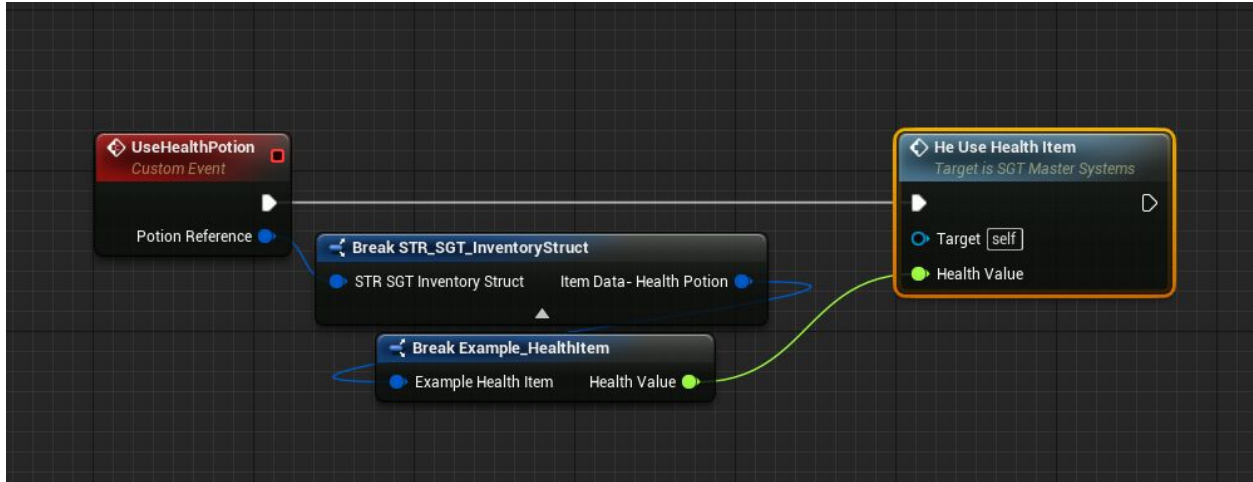 UseHealthPotion
Custom Event
Potion Reference
Break STR_SGT_InventoryStruct
STR SGT Inventory Struct
Item Data- Health Potion
Break Example_HealthItem
Example Health Item
Health Value
He Use Health Item
Target is SGT Master Systems
Target self
Health Value